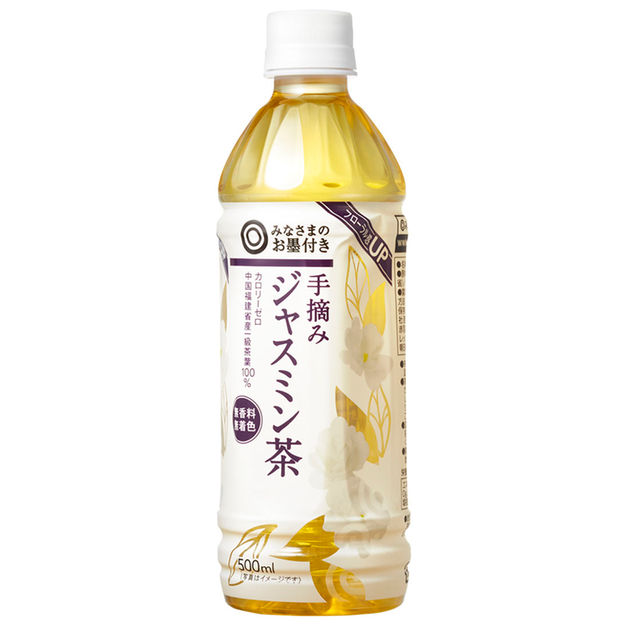 みなさまの
お墨付き
フローラル感UP
手摘み
ジャスミン茶
カロリーゼロ
中国福建省産一級茶葉100%
無香料
無着色
500ml
(写真はイメージです)